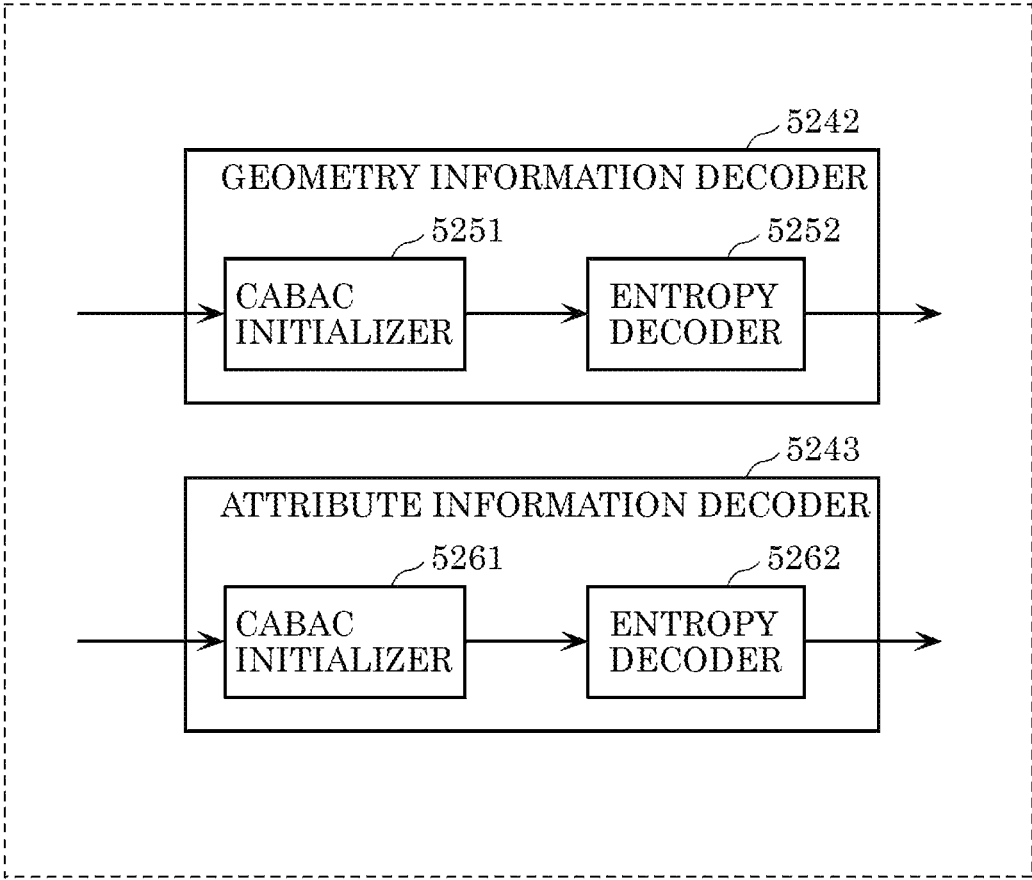 5242
GEOMETRY INFORMATION DECODER
5251
5252
CABAC
INITIALIZER
ENTROPY
DECODER
5243
ATTRIBUTE INFORMATION DECODER
5261
5262
CABAC
INITIALIZER
ENTROPY
DECODER